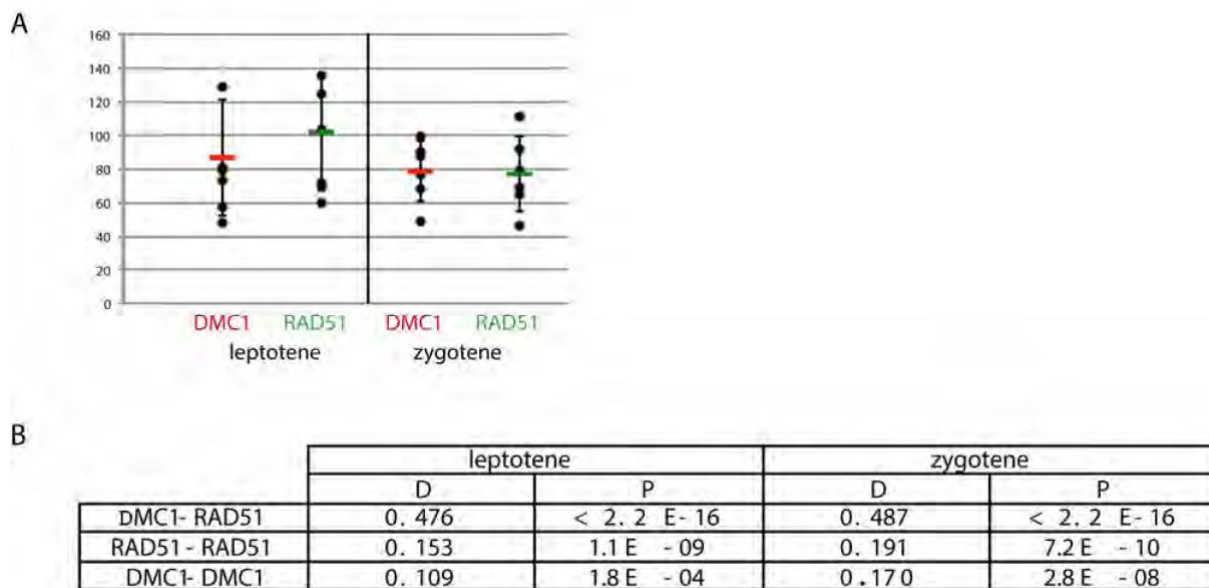 A
160
140
120
100
80
60
40
20
0
DMC1 RAD51 DMC1 RAD51
leptotene zygotene
B
leptotene zygotene
D P D P
DMC1- RAD51 0. 476 < 2. 2 E- 16 0. 487 < 2. 2 E- 16
RAD51 - RAD51 0. 153 1.1 E - 09 0. 191 7.2 E - 10
DMC1- DMC1 0. 109 1.8 E - 04 0.170 2.8 E - 08